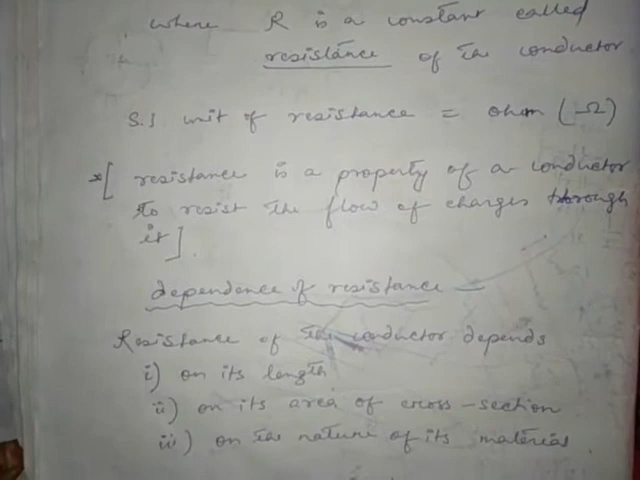 where R is a constant called
resistance of the conductor
S.I unit of resistance = ohm (Ω)
*[ resistance is a property of a conductor
to resist the flow of charges through
it ].
dependence of resistance —
Resistance of the conductor depends
i) on its length
ii) on its area of cross-section
iii) on the nature of its material